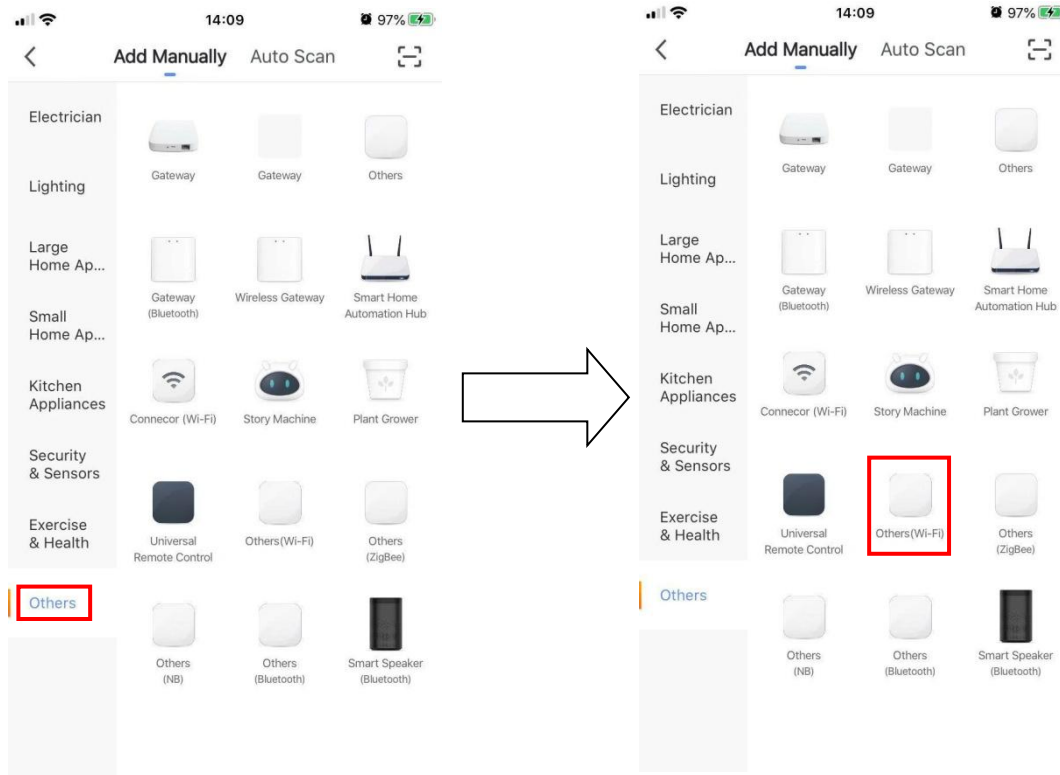 14:09
97%
Add Manually Auto Scan
Electrician
Lighting
Large
Home Ap...
Small
Home Ap...
Kitchen
Appliances
Security
& Sensors
Exercise
& Health
Others
Gateway
Gateway
Others
Gateway
(Bluetooth)
Wireless Gateway
Smart Home
Automation Hub
Connecor (Wi-Fi)
Story Machine
Plant Grower
Universal
Remote Control
Others(Wi-Fi)
Others
(ZigBee)
Others
(NB)
Others
(Bluetooth)
Smart Speaker
(Bluetooth)
14:09
97%
Add Manually Auto Scan
Electrician
Lighting
Large
Home Ap...
Small
Home Ap...
Kitchen
Appliances
Security
& Sensors
Exercise
& Health
Others
Gateway
Gateway
Others
Gateway
(Bluetooth)
Wireless Gateway
Smart Home
Automation Hub
Connecor (Wi-Fi)
Story Machine
Plant Grower
Universal
Remote Control
Others(Wi-Fi)
Others
(ZigBee)
Others
(NB)
Others
(Bluetooth)
Smart Speaker
(Bluetooth)